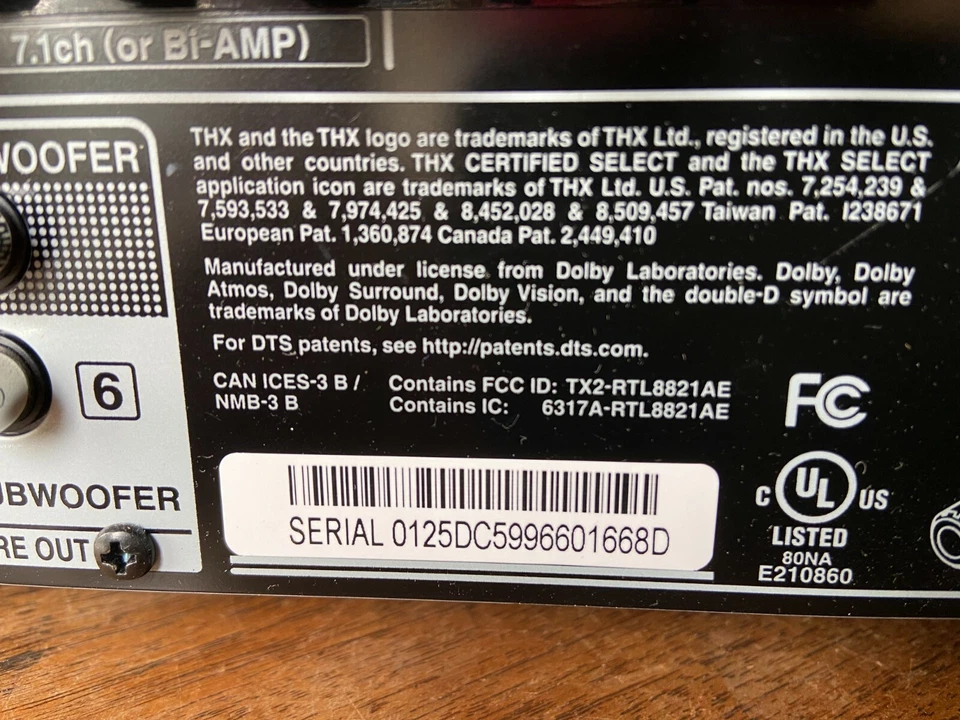 7.1ch (or Bi-AMP)
WOOFER
6
UBWOOFER
RE OUT
THX and the THX logo are trademarks of THX Ltd., registered in the U.S.
and other countries. THX CERTIFIED SELECT and the THX SELECT
application icon are trademarks of THX Ltd. U.S. Pat. nos. 7,254,239 &
7,593,533 & 7,974,425 & 8,452,028 & 8,509,457 Taiwan Pat. I238671
European Pat. 1,360,874 Canada Pat. 2,449,410
Manufactured under license from Dolby Laboratories. Dolby, Dolby
Atmos, Dolby Surround, Dolby Vision, and the double-D symbol are
trademarks of Dolby Laboratories.
For DTS patents, see http://patents.dts.com.
CAN ICES-3 B /
NMB-3 B
Contains FCC ID: TX2-RTL8821AE
Contains IC: 6317A-RTL8821AE
FC
SERIAL 0125DC5996601668D
C UL US
LISTED
80NA
E210860